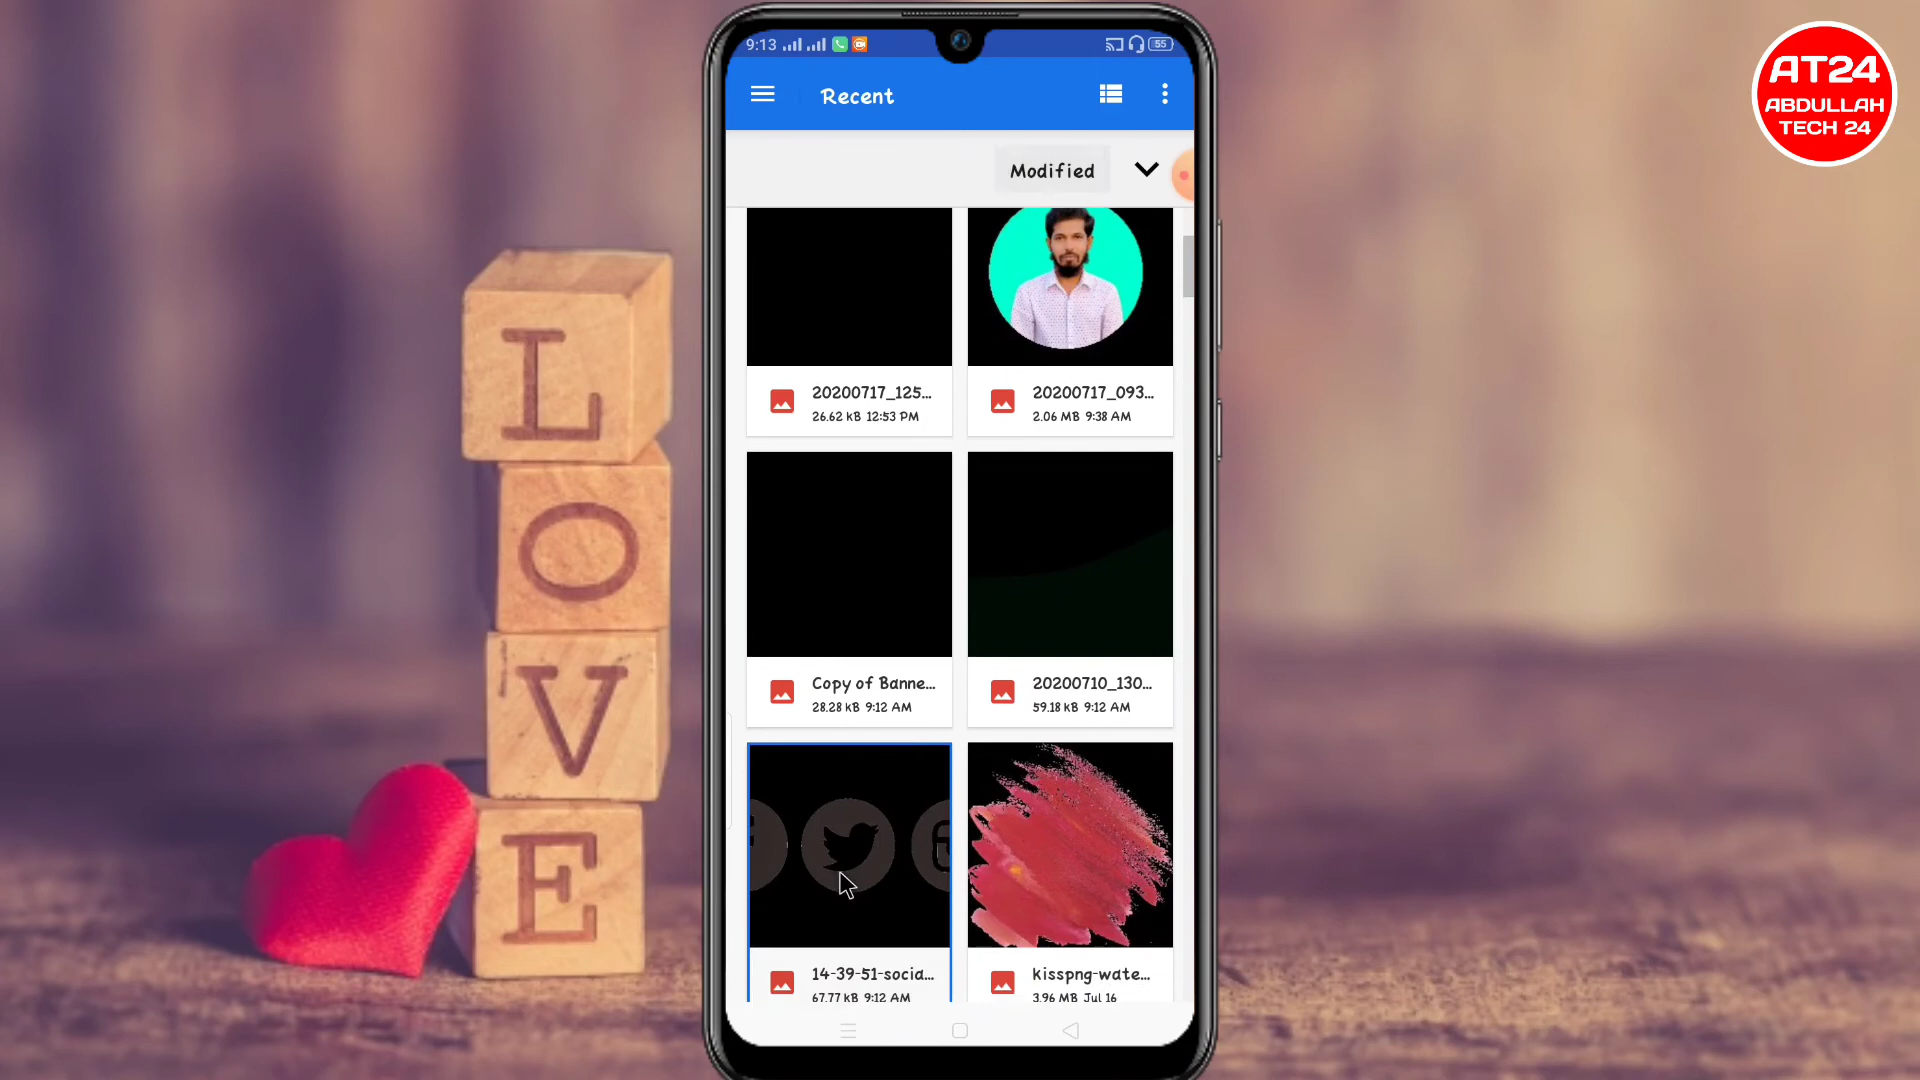 9:13
55
Recent
Modified
20200717_125...
26.62 kB 12:53 PM
20200717_093...
2.06 MB 9:38 AM
Copy of Banne...
28.28 kB 9:12 AM
20200710_130...
59.18 kB 9:12 AM
14-39-51-socia...
67.77 kB 9:12 AM
kisspng-wate...
3.96 MB Jul 16
L
O
V
E
AT24
ABDULLAH
TECH 24